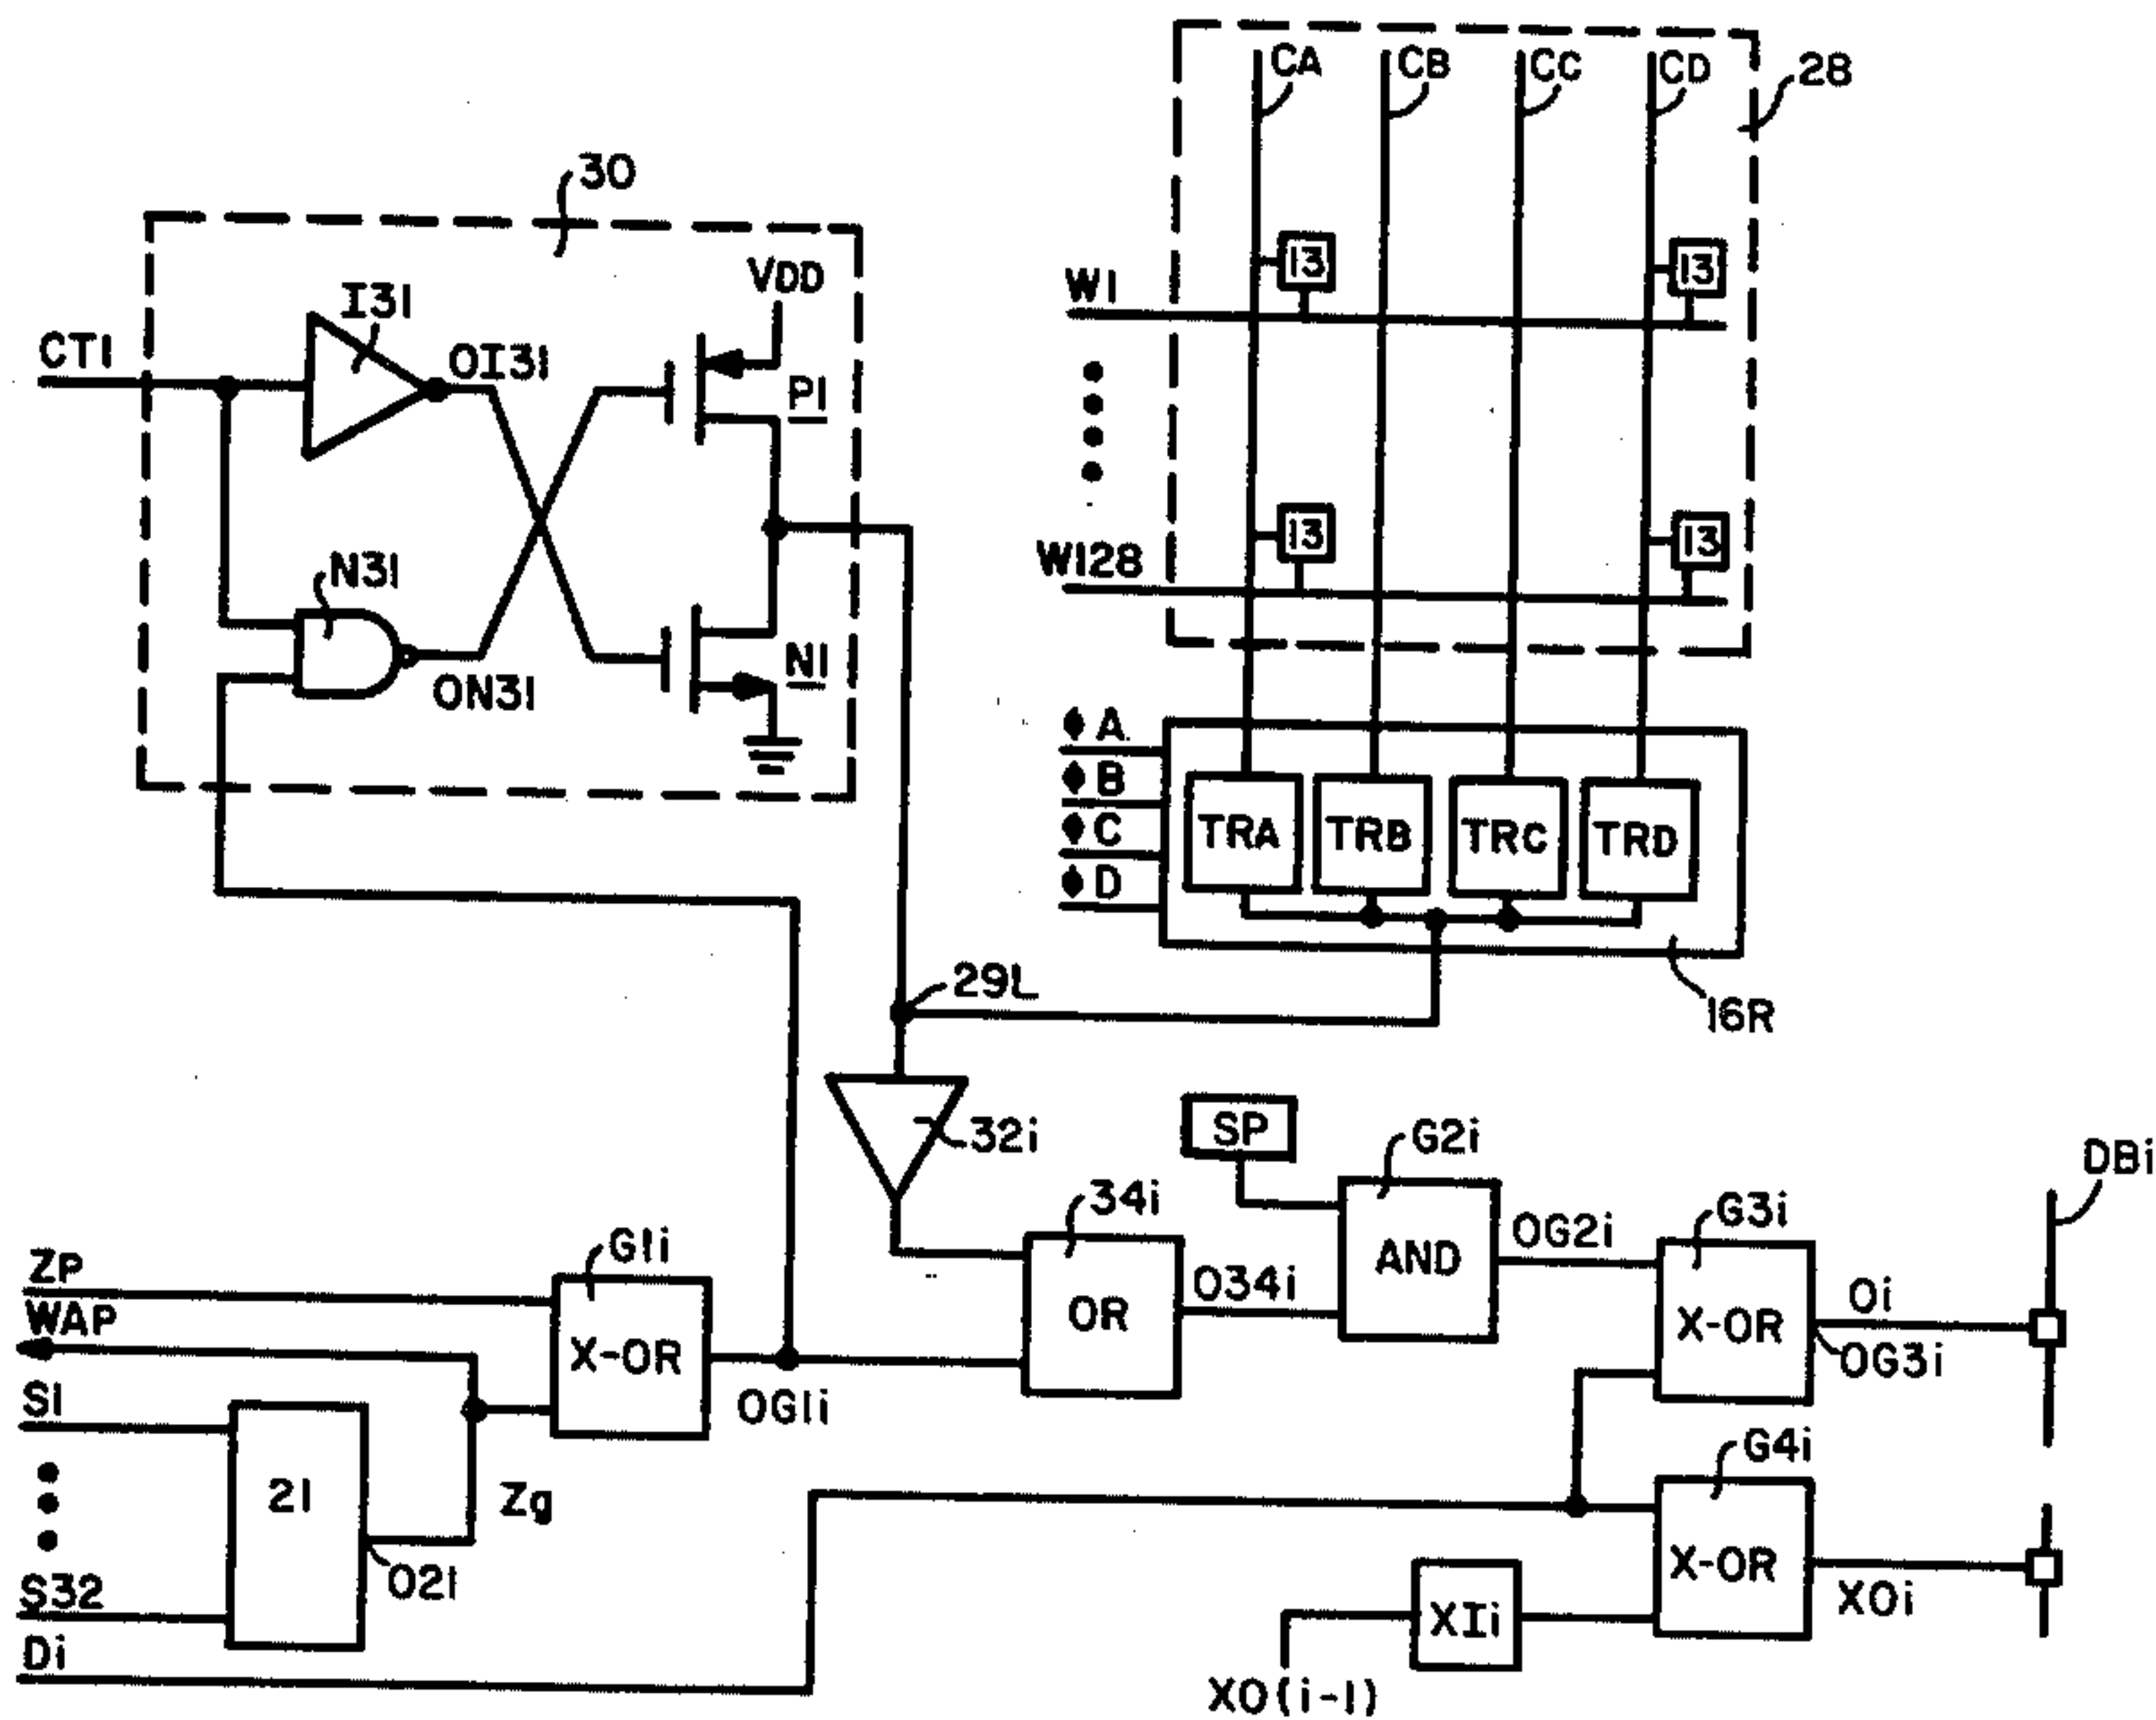 CA CB CC CD 28
30
VDD
I31
CT1
OI31
P1
13 13
W1
13 13
W128
N31
N1
ON31
ΦA
ΦB
ΦC
ΦD
TRA TRB TRC TRD
29L
16R
32i
SP
G2i
DBi
34i
G3i
ZP
G1i
OG2i
AND
Oi
WAP
O34i
OR
X-OR
X-OR
OG3i
S1
OG1i
G4i
21
Zg
X-OR
O21
S32
XIi
XOi
Di
XO(i-1)